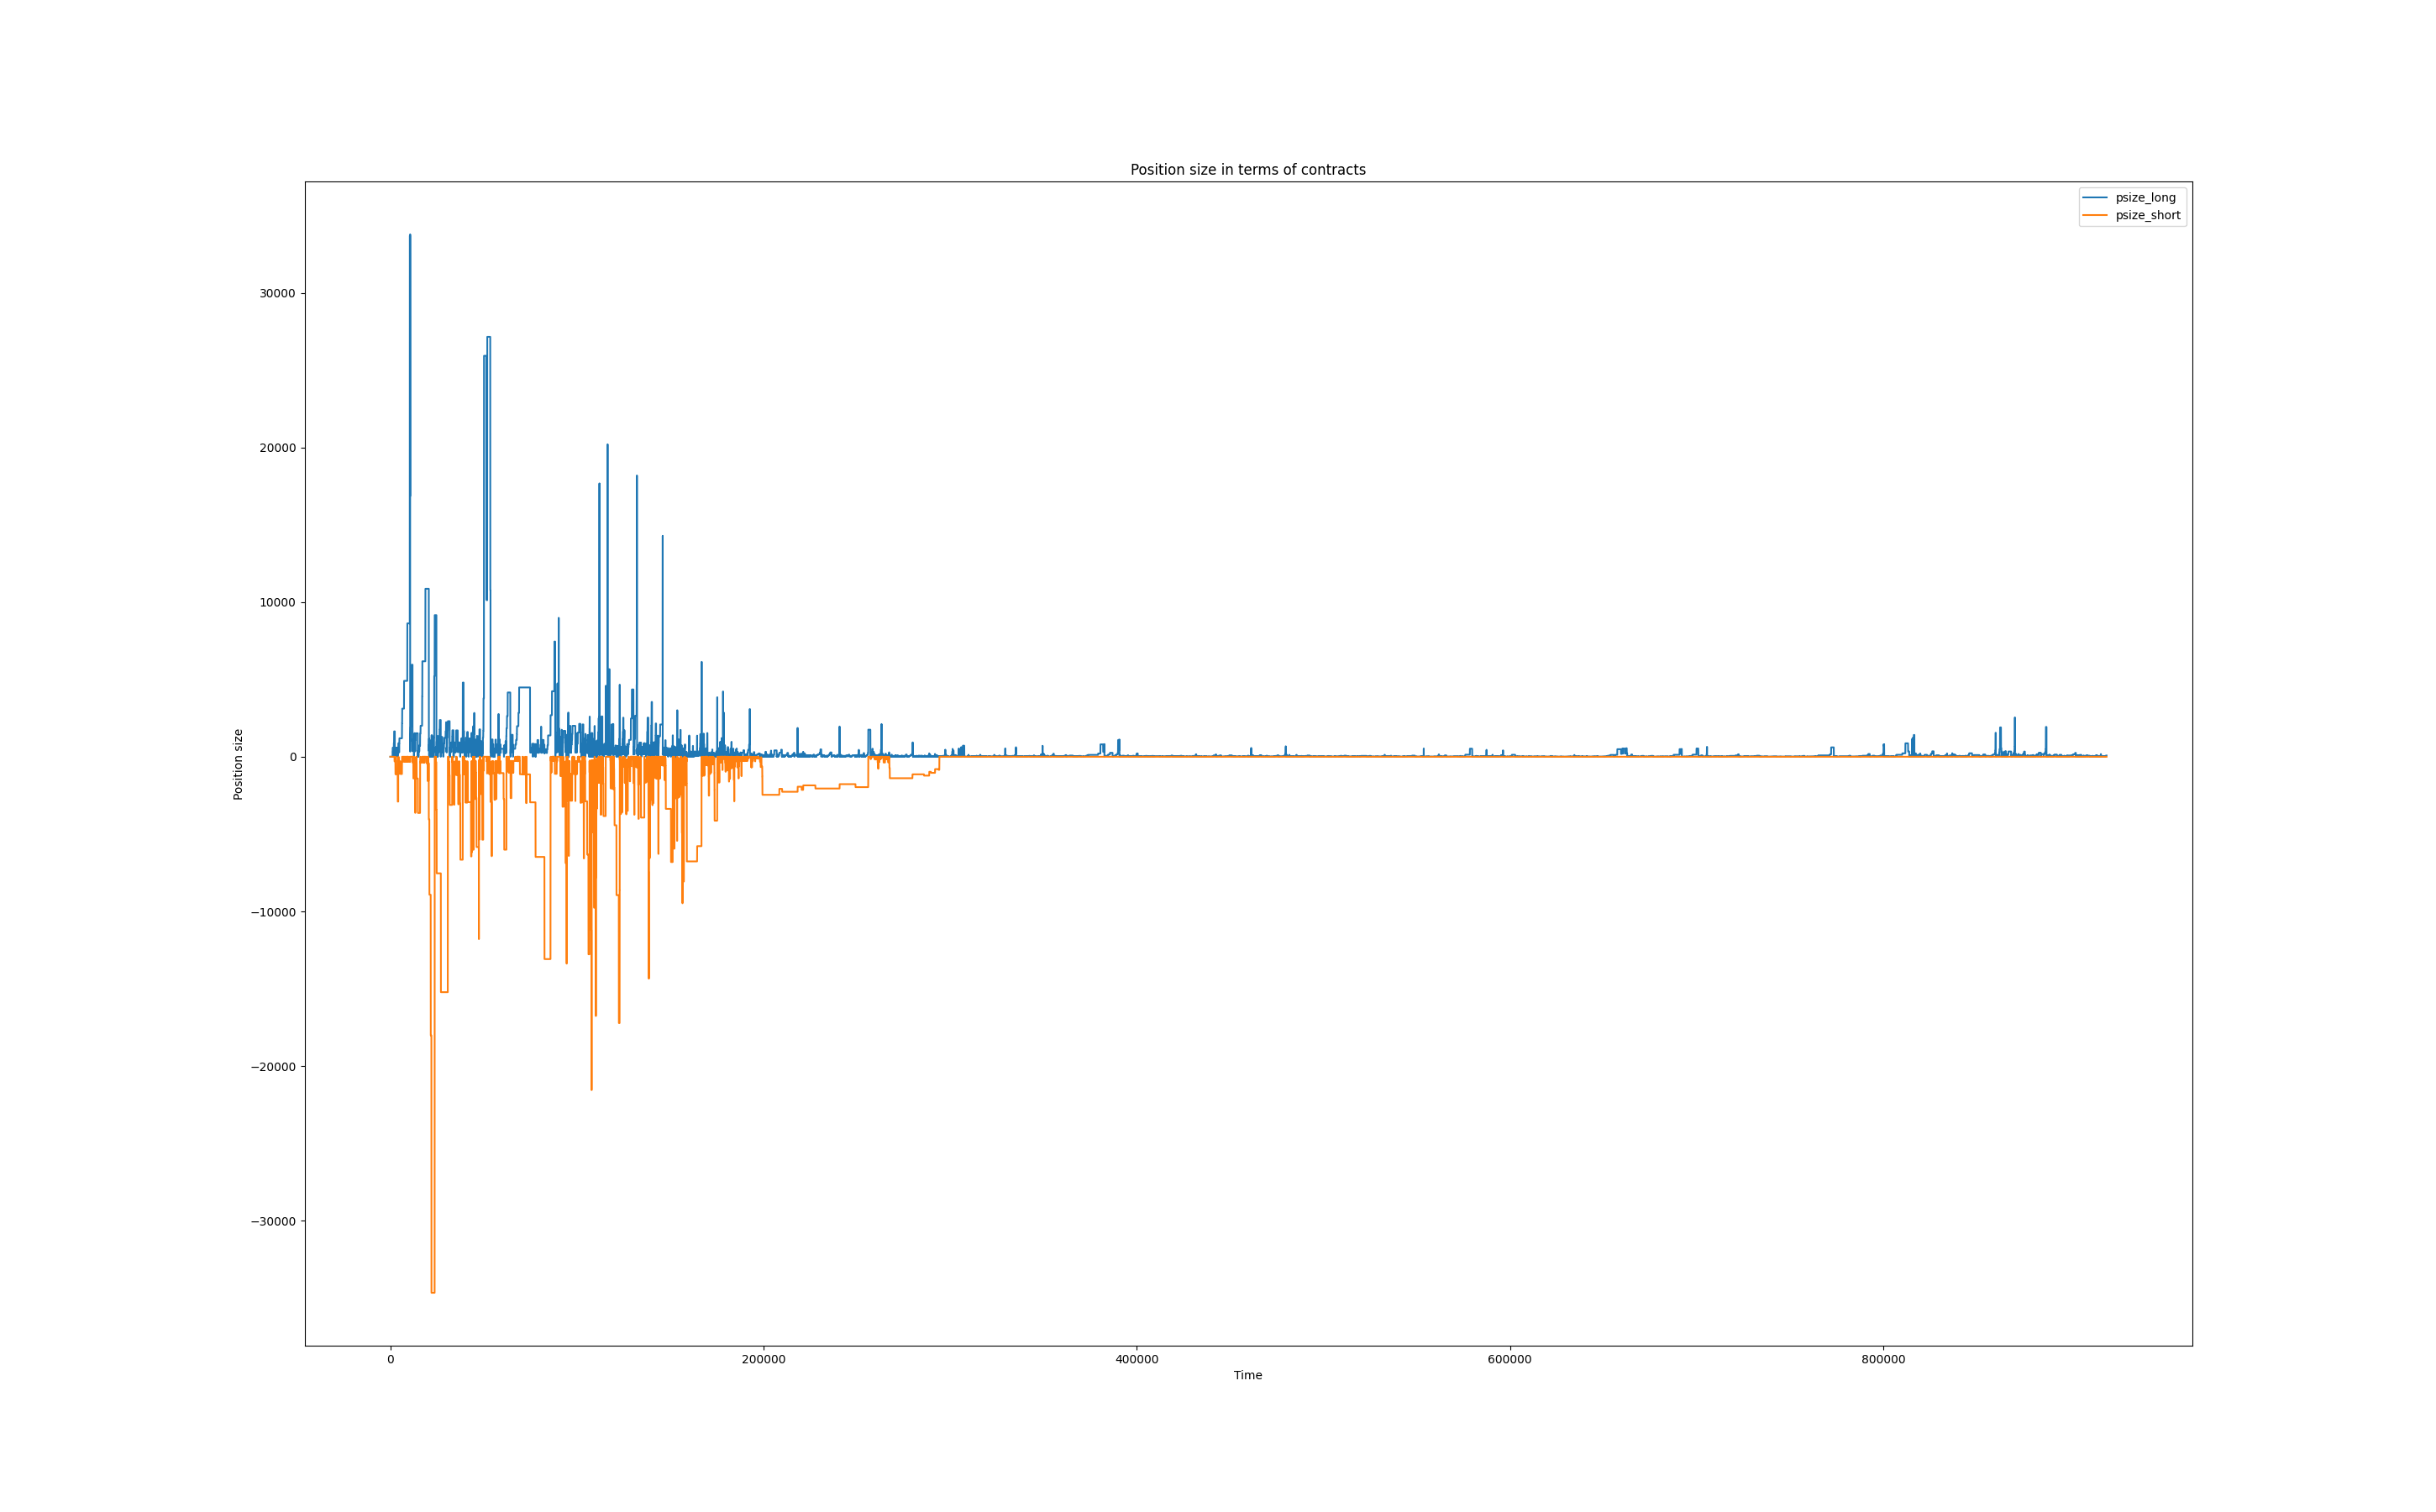 Position size in terms of contracts
psize_long
psize_short
30000
20000
10000
0
−10000
−20000
−30000
Position size
0 200000 400000 600000 800000
Time